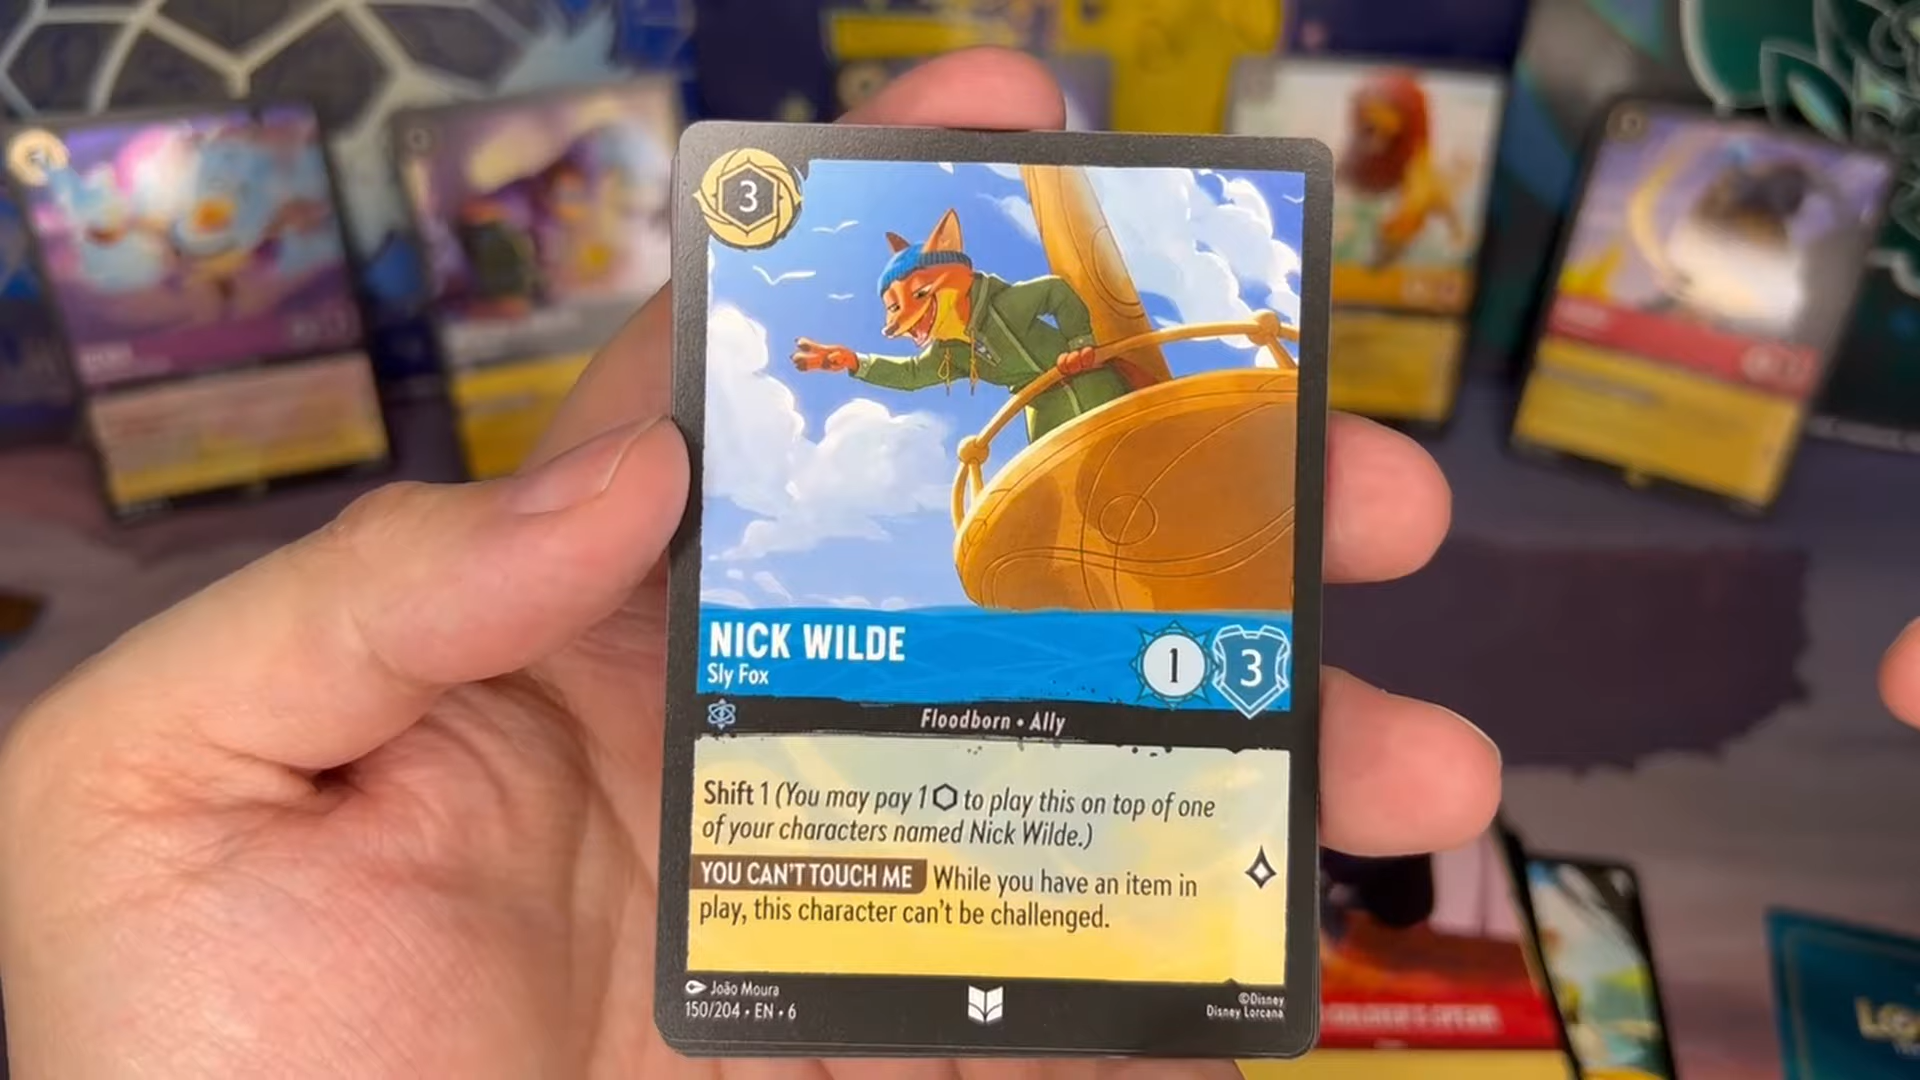 3
NICK WILDE
Sly Fox
1 3
Floodborn • Ally
Shift 1 (You may pay 1⬡ to play this on top of one
of your characters named Nick Wilde.)
YOU CAN'T TOUCH ME While you have an item in
play, this character can't be challenged.
João Moura
150/204 • EN • 6
©Disney
Disney Lorcana